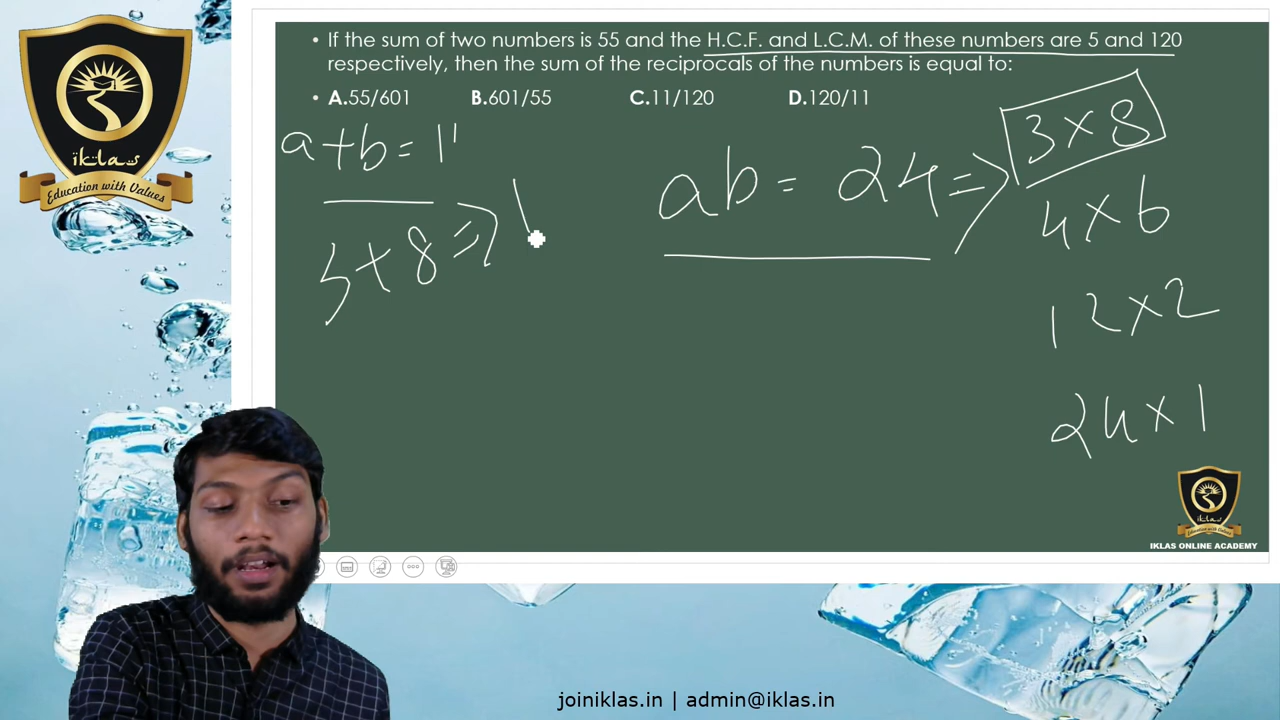 iklas
Education with Values
• If the sum of two numbers is 55 and the H.C.F. and L.C.M. of these numbers are 5 and 120
respectively, then the sum of the reciprocals of the numbers is equal to:
• A.55/601 B.601/55 C.11/120 D.120/11
a+b = 11
3+8 =>
ab = 24 =>
3×8
4×6
12×2
24×1
iklas
IKLAS ONLINE ACADEMY
joiniklas.in | admin@iklas.in